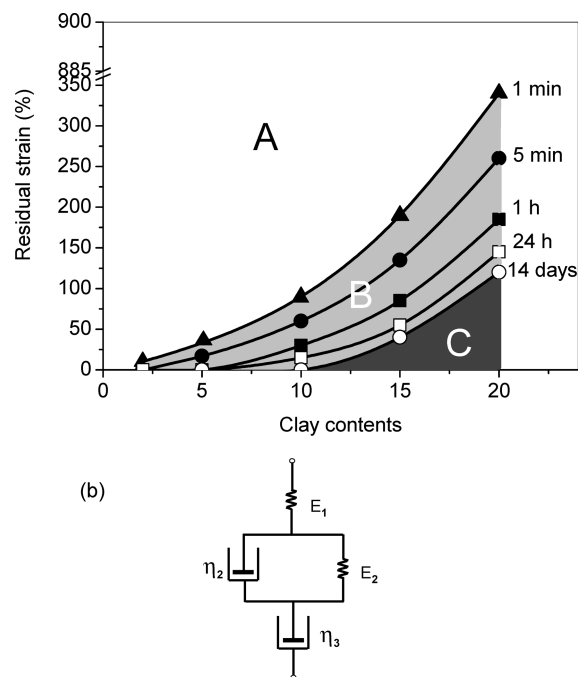 900
885
350
300
250
200
150
100
50
0
Residual strain (%)
A
B
C
1 min
5 min
1 h
24 h
14 days
0 5 10 15 20
Clay contents
(b)
E1
η2
E2
η3